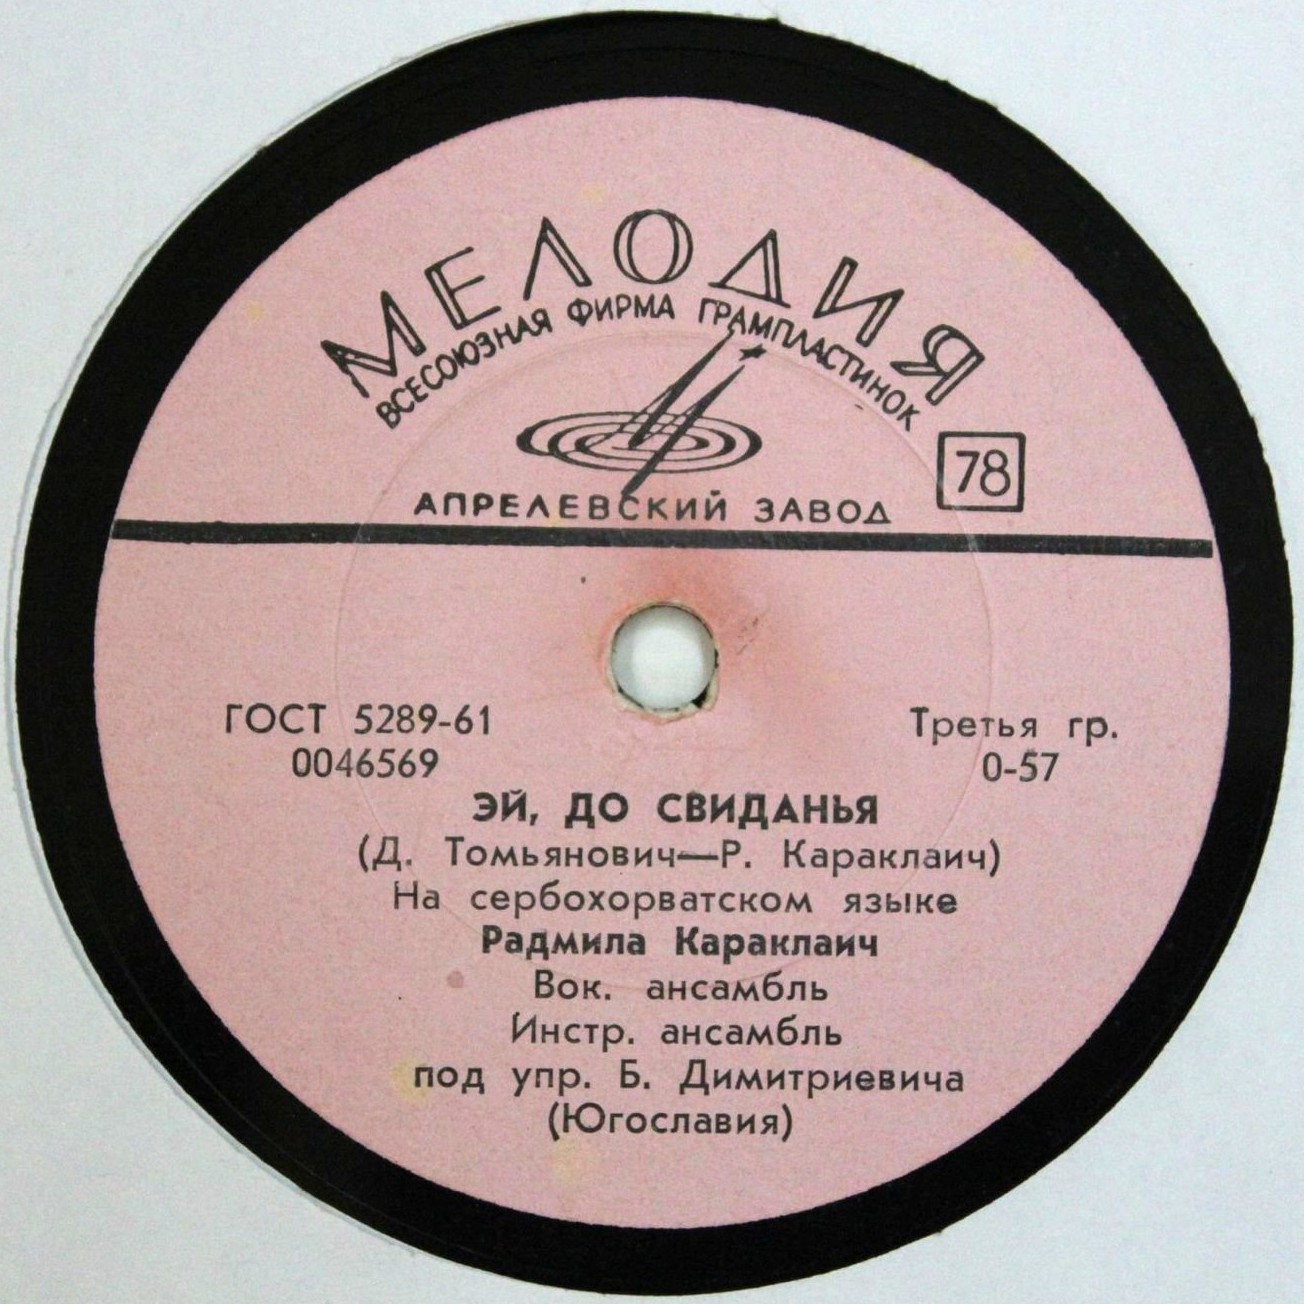 МЕЛОДИЯ
ВСЕСОЮЗНАЯ ФИРМА ГРАМПЛАСТИНОК
78
АПРЕЛЕВСКИЙ ЗАВОД
ГОСТ 5289-61
0046569
Третья гр.
0-57
ЭЙ, ДО СВИДАНЬЯ
(Д. Томьянович—Р. Караклаич)
На сербохорватском языке
Радмила Караклаич
Вок. ансамбль
Инстр. ансамбль
под упр. Б. Димитриевича
(Югославия)